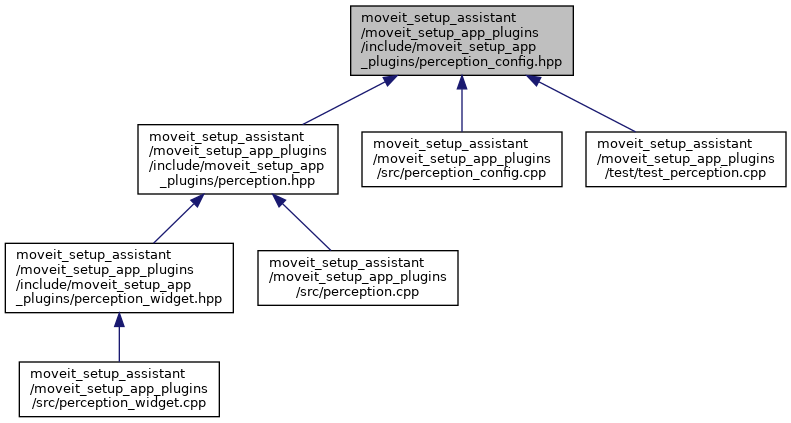 moveit_setup_assistant
/moveit_setup_app_plugins
/include/moveit_setup_app
_plugins/perception_config.hpp
moveit_setup_assistant
/moveit_setup_app_plugins
/include/moveit_setup_app
_plugins/perception.hpp
moveit_setup_assistant
/moveit_setup_app_plugins
/src/perception_config.cpp
moveit_setup_assistant
/moveit_setup_app_plugins
/test/test_perception.cpp
moveit_setup_assistant
/moveit_setup_app_plugins
/include/moveit_setup_app
_plugins/perception_widget.hpp
moveit_setup_assistant
/moveit_setup_app_plugins
/src/perception.cpp
moveit_setup_assistant
/moveit_setup_app_plugins
/src/perception_widget.cpp